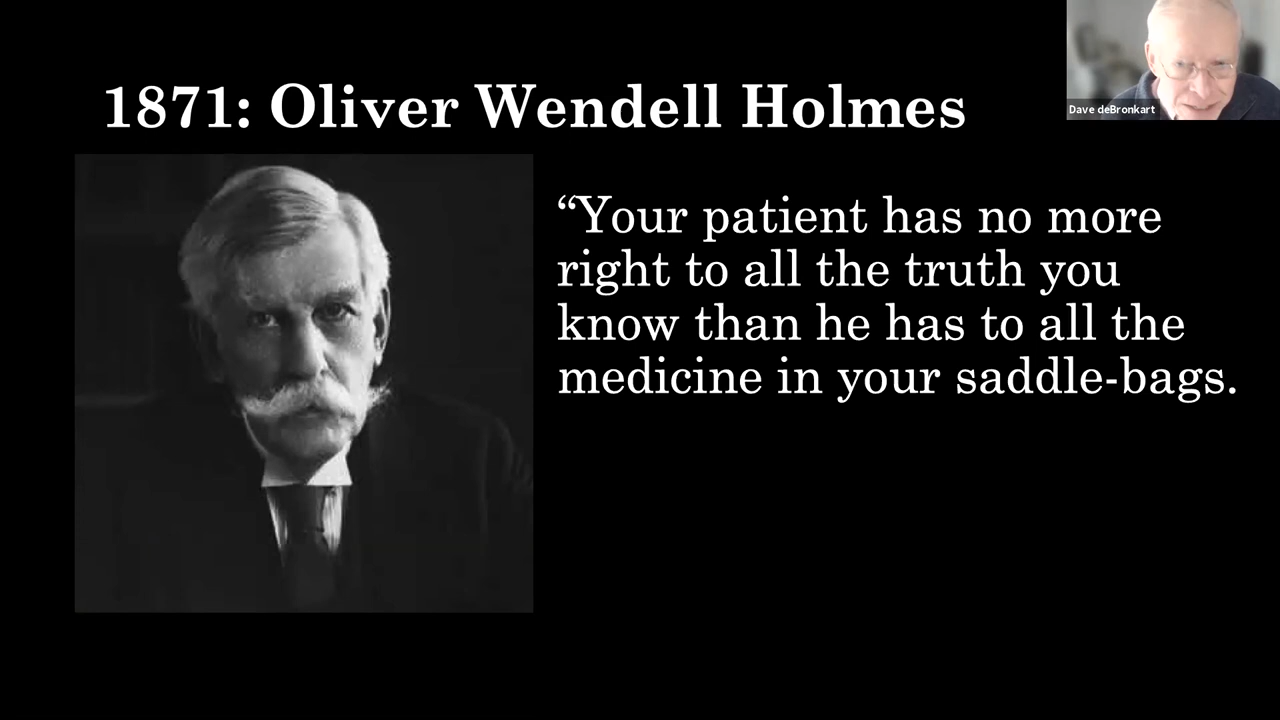 1871: Oliver Wendell Holmes
Dave deBronkart
“Your patient has no more
right to all the truth you
know than he has to all the
medicine in your saddle-bags.